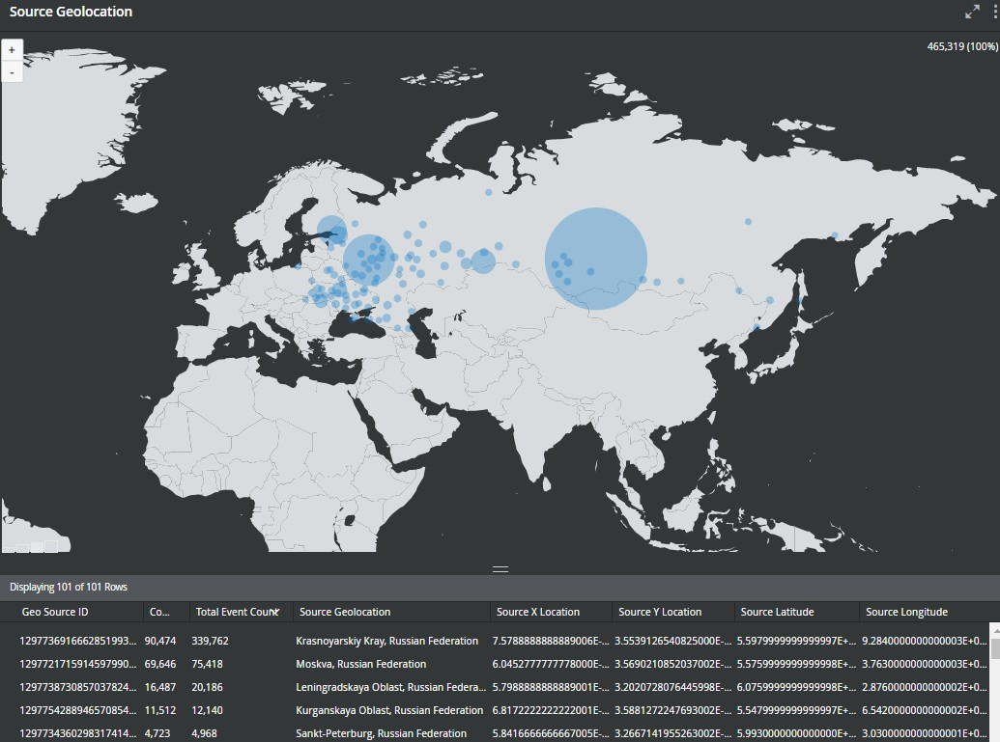 Source Geolocation
+
465,319 (100%)
-
Displaying 101 of 101 Rows
Geo Source ID Co... Total Event Count Source Geolocation Source X Location Source Y Location Source Latitude Source Longitude
1297736916662851993... 90,474 339,762 Krasnoyarskiy Kray, Russian Federation 7.5788888888889006E-... 3.5539126540825000E-... 5.5979999999999997E+... 9.2840000000000003E+0...
1297721715914597990... 69,646 75,418 Moskva, Russian Federation 6.0452777777778000E-... 3.5690210852037002E-... 5.5759999999999998E+... 3.7630000000000003E+0...
1297738730857037824... 16,487 20,186 Leningradskaya Oblast, Russian Federa... 5.7988888888889001E-... 3.2020728076445998E-... 6.0759999999999998E+... 2.8760000000000002E+0...
1297754288946570854... 11,512 12,140 Kurganskaya Oblast, Russian Federation 6.8172222222222001E-... 3.5881272247693002E-... 5.5479999999999997E+... 6.5420000000000002E+0...
1297734360298317414... 4,723 4,968 Sankt-Peterburg, Russian Federation 5.8416666666667005E-... 3.2667141955263002E-... 5.9930000000000000E+... 3.0300000000000001E+0...